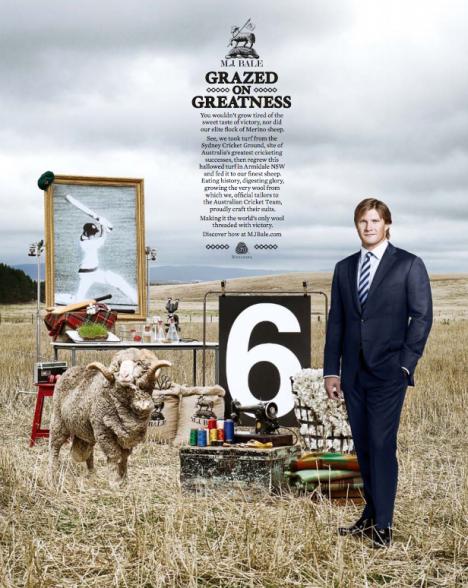 M.J. BALE
GRAZED
ON
GREATNESS
You wouldn't grow tired of the
sweet taste of victory, nor did
our elite flock of Merino sheep.
See, we took turf from the
Sydney Cricket Ground, site of
Australia's greatest cricketing
successes, then regrew this
hallowed turf in Armidale NSW
and fed it to our finest sheep.
Eating history, digesting glory,
growing the very wool from
which we, official tailors to
the Australian Cricket Team,
proudly craft their suits.
Making it the world's only wool
threaded with victory.
Discover how at MJBale.com
6